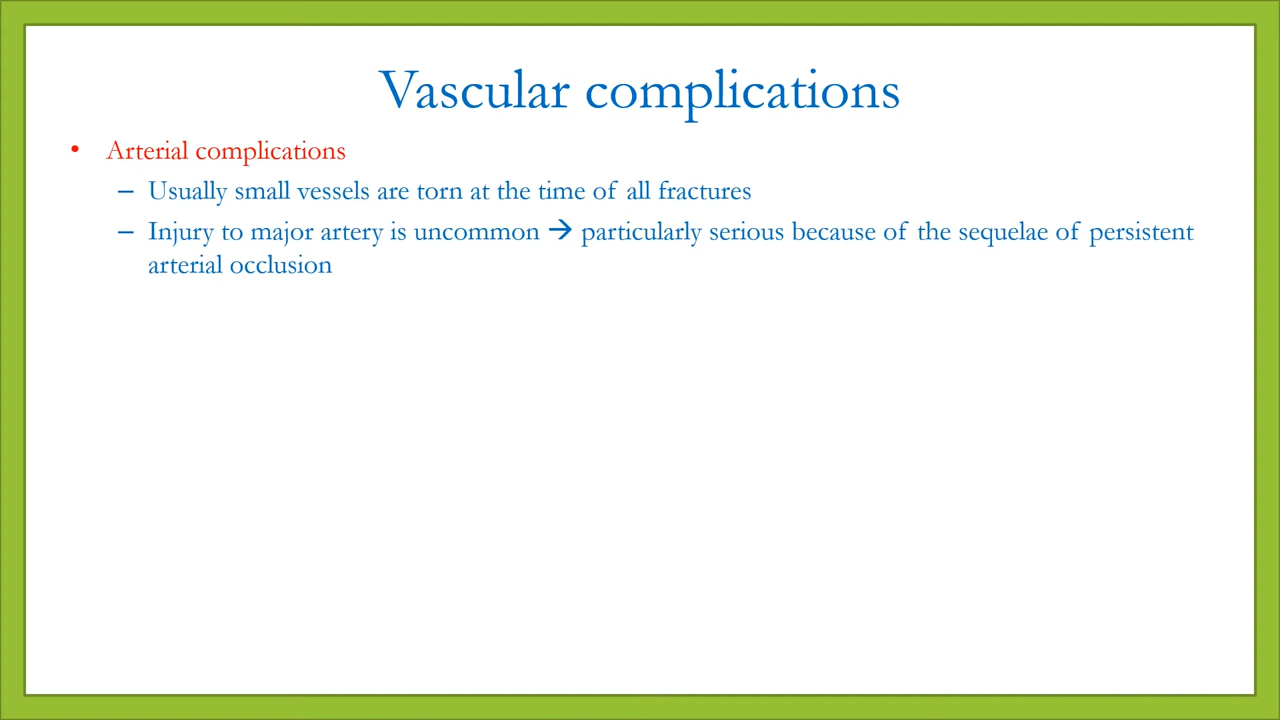 Vascular complications
• Arterial complications
– Usually small vessels are torn at the time of all fractures
– Injury to major artery is uncommon → particularly serious because of the sequelae of persistent
arterial occlusion